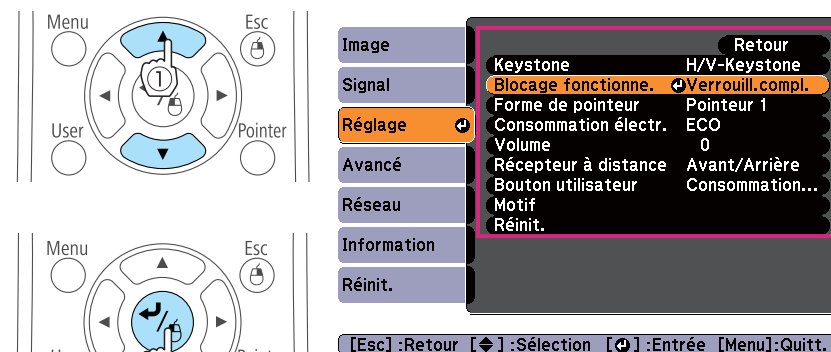 Menu
Esc
1
User
Pointer
Menu
Esc
Image
Signal
Réglage
Avancé
Réseau
Information
Réinit.
Retour
Keystone H/V-Keystone
Blocage fonctionne. Verrouill.compl.
Forme de pointeur Pointeur 1
Consommation électr. ECO
Volume 0
Récepteur à distance Avant/Arrière
Bouton utilisateur Consommation...
Motif
Réinit.
[Esc] :Retour [◆] :Sélection [⏎] :Entrée [Menu]:Quitt.